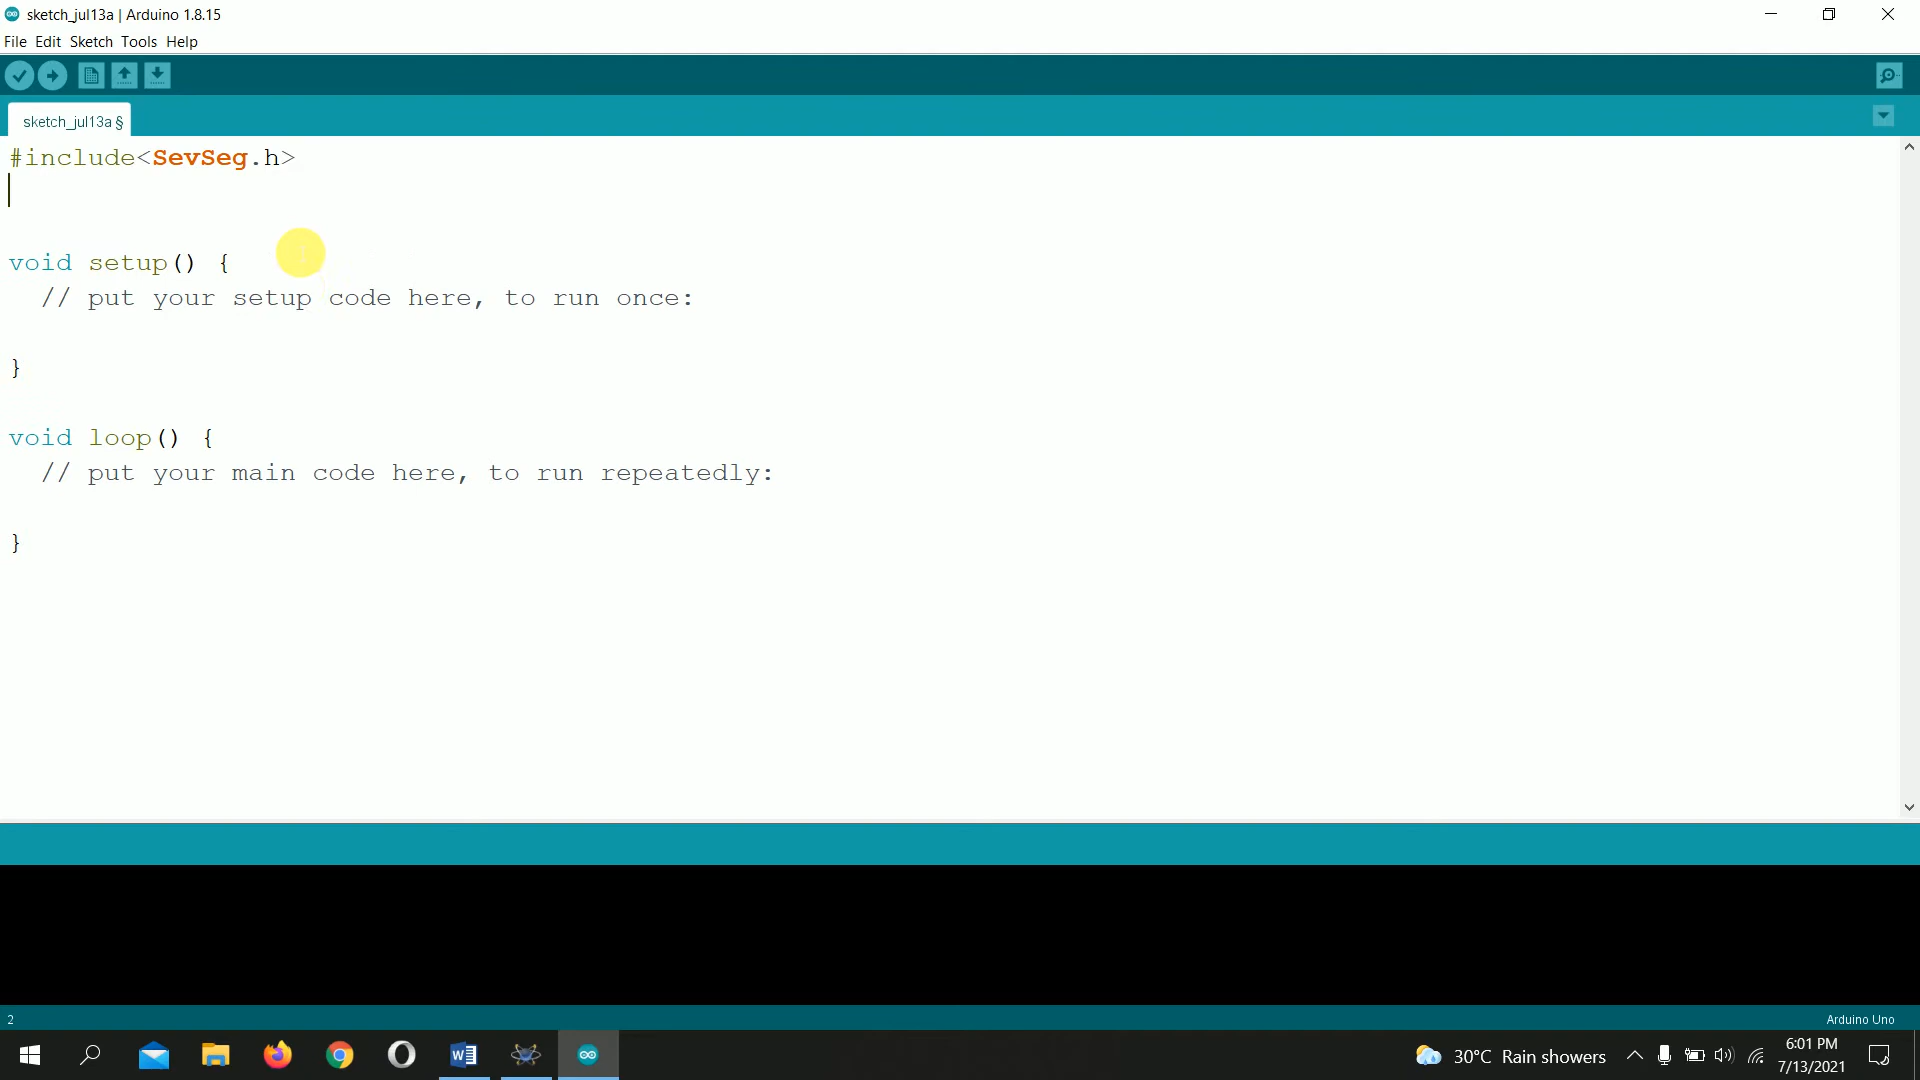 sketch_jul13a | Arduino 1.8.15
File Edit Sketch Tools Help
sketch_jul13a §
#include<SevSeg.h>
void setup() {
  // put your setup code here, to run once:
}
void loop() {
  // put your main code here, to run repeatedly:
}
2
Arduino Uno
30°C Rain showers
6:01 PM
7/13/2021